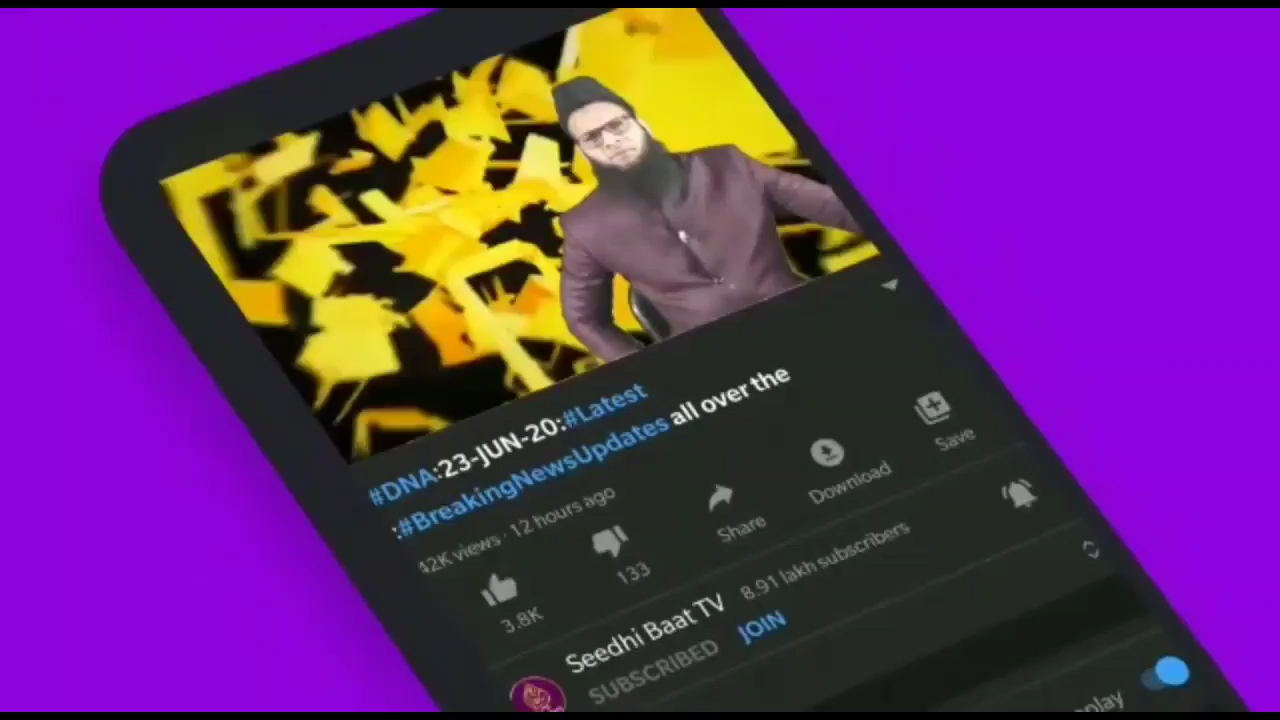 #DNA:23-JUN-20:#Latest
:#BreakingNewsUpdates all over the
42K views · 12 hours ago
3.8K
133
Share
Download
Save
Seedhi Baat TV 8.91 lakh subscribers
SUBSCRIBED JOIN